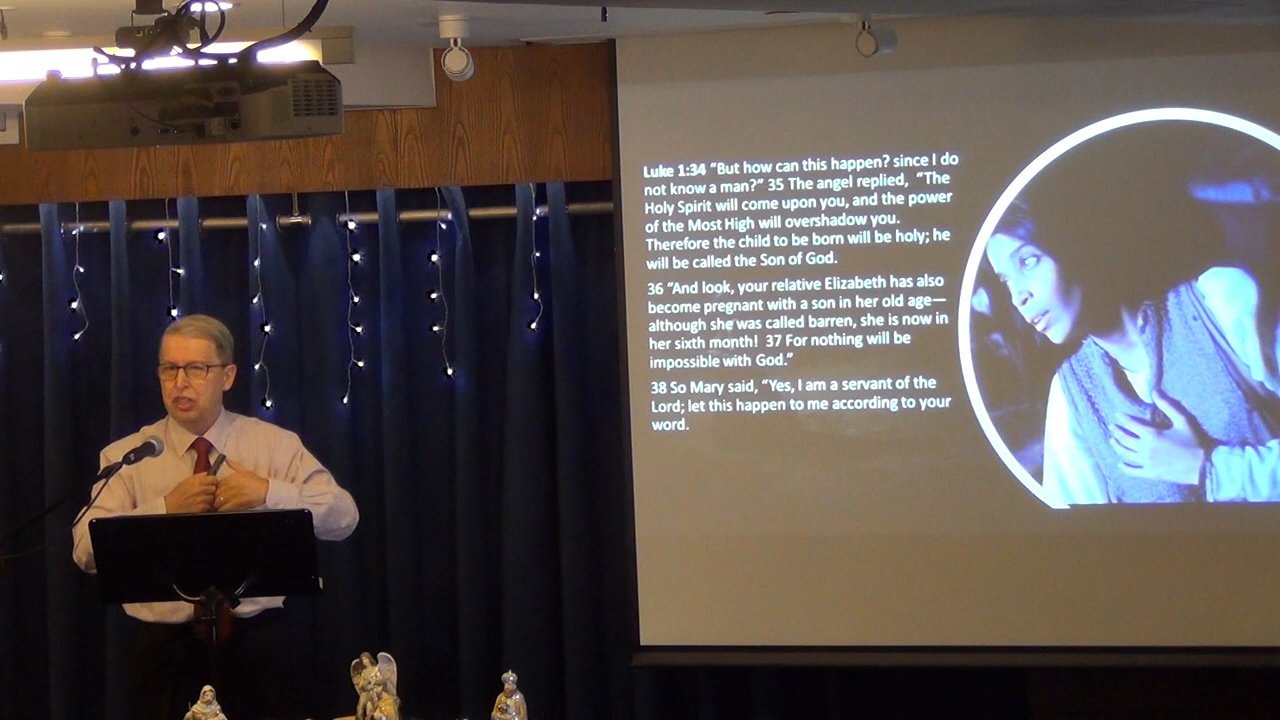 Luke 1:34 “But how can this happen? since I do
not know a man?” 35 The angel replied,  “The
Holy Spirit will come upon you, and the power
of the Most High will overshadow you.
Therefore the child to be born will be holy; he
will be called the Son of God.
36 “And look, your relative Elizabeth has also
become pregnant with a son in her old age—
although she was called barren, she is now in
her sixth month!  37 For nothing will be
impossible with God.”
38 So Mary said, “Yes, I am a servant of the
Lord; let this happen to me according to your
word.